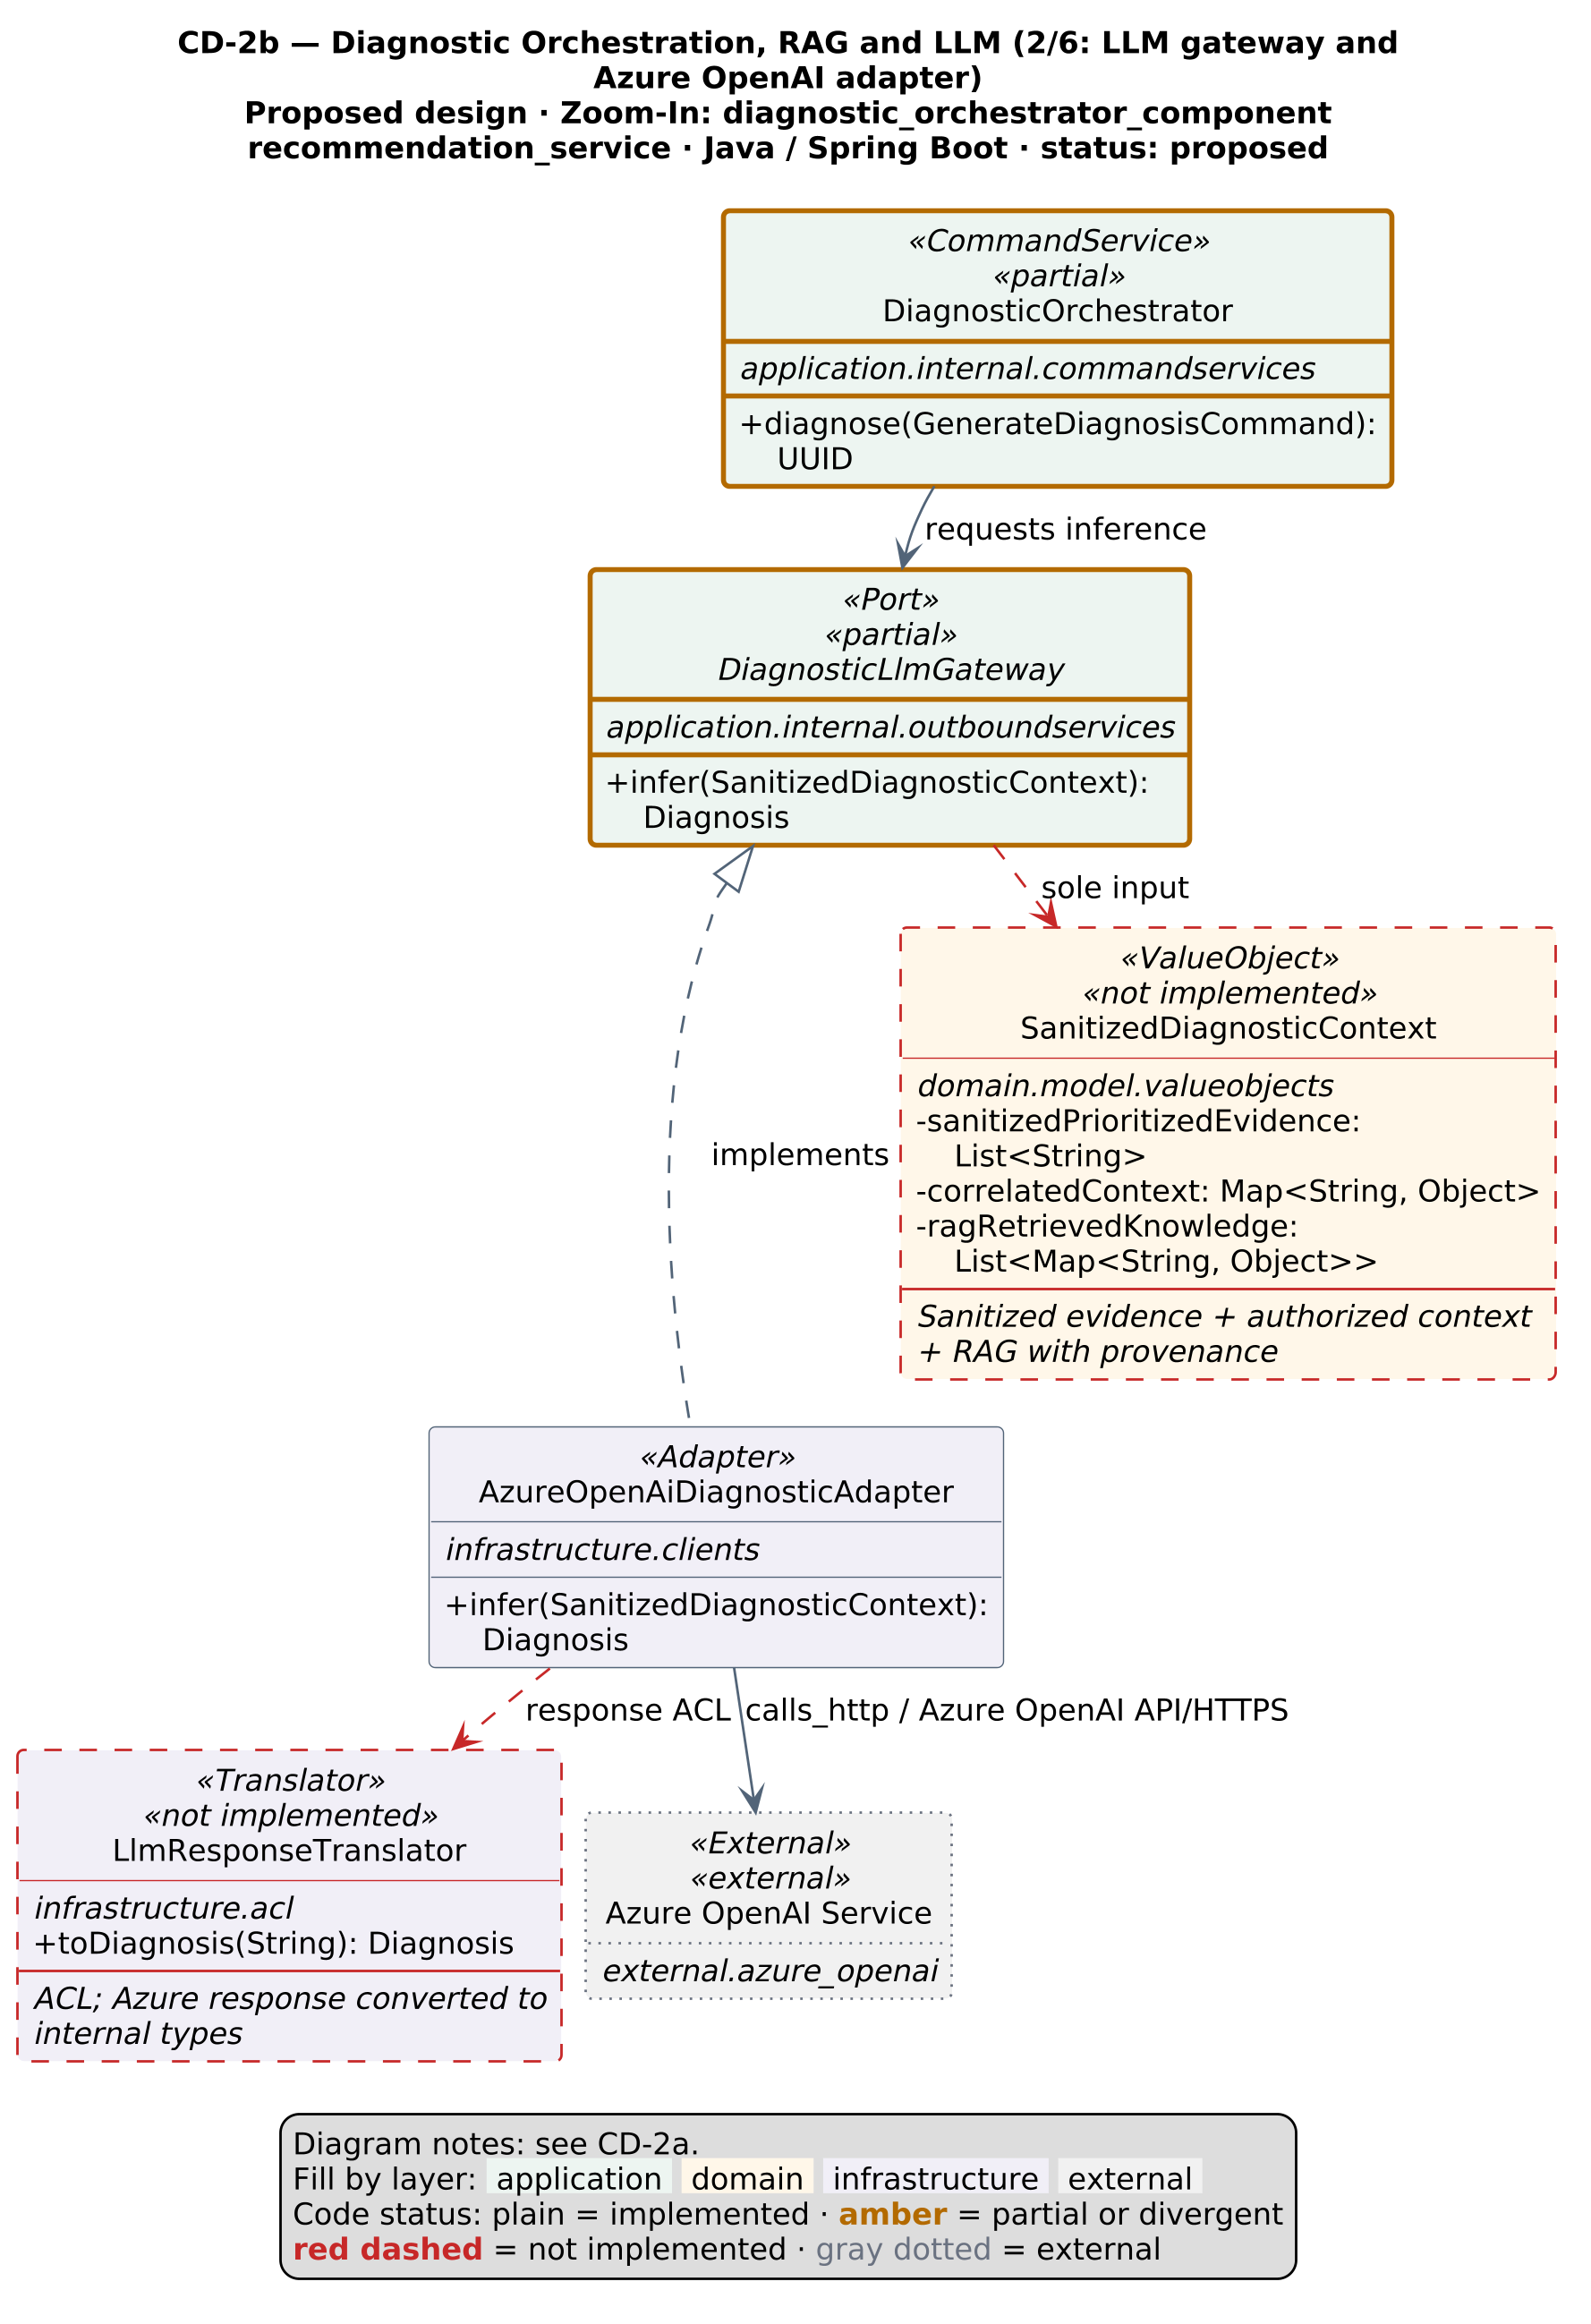 CD-2b — Diagnostic Orchestration, RAG and LLM (2/6: LLM gateway and
Azure OpenAI adapter)
Proposed design · Zoom-In: diagnostic_orchestrator_component
recommendation_service · Java / Spring Boot · status: proposed
«CommandService»
«partial»
DiagnosticOrchestrator
application.internal.commandservices
+diagnose(GenerateDiagnosisCommand):
UUID
requests inference
«Port»
«partial»
DiagnosticLlmGateway
application.internal.outboundservices
+infer(SanitizedDiagnosticContext):
Diagnosis
sole input
«ValueObject»
«not implemented»
SanitizedDiagnosticContext
domain.model.valueobjects
-sanitizedPrioritizedEvidence:
List<String>
-correlatedContext: Map<String, Object>
-ragRetrievedKnowledge:
List<Map<String, Object>>
Sanitized evidence + authorized context
+ RAG with provenance
implements
«Adapter»
AzureOpenAiDiagnosticAdapter
infrastructure.clients
+infer(SanitizedDiagnosticContext):
Diagnosis
response ACL
calls_http / Azure OpenAI API/HTTPS
«Translator»
«not implemented»
LlmResponseTranslator
infrastructure.acl
+toDiagnosis(String): Diagnosis
ACL; Azure response converted to
internal types
«External»
«external»
Azure OpenAI Service
external.azure_openai
Diagram notes: see CD-2a.
Fill by layer: application domain infrastructure external
Code status: plain = implemented · amber = partial or divergent
red dashed = not implemented · gray dotted = external